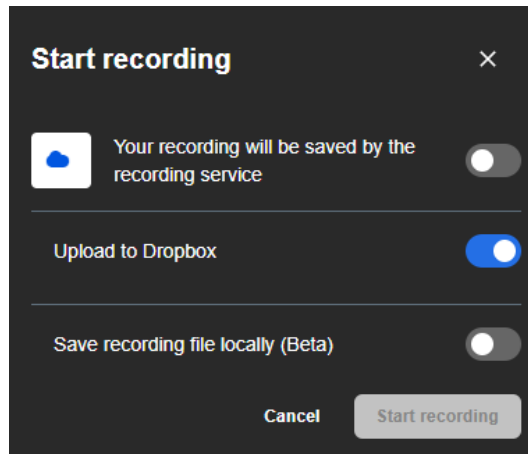 Start recording
Your recording will be saved by the
recording service
Upload to Dropbox
Save recording file locally (Beta)
Cancel
Start recording